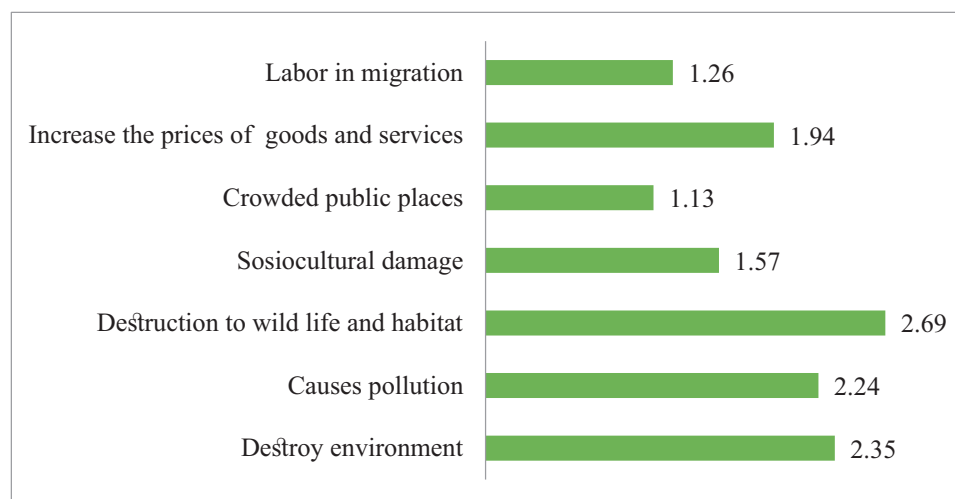 Labor in migration 1.26
Increase the prices of goods and services 1.94
Crowded public places 1.13
Sosiocultural damage 1.57
Destruction to wild life and habitat 2.69
Causes pollution 2.24
Destroy environment 2.35